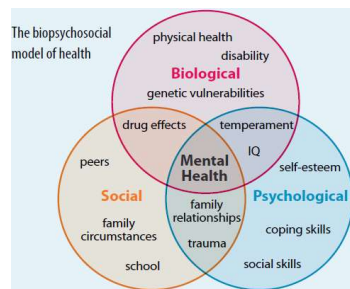 The biopsychosocial
model of health
physical health
disability
Biological
genetic vulnerabilities
drug effects
temperament
IQ
Mental
Health
peers
self-esteem
Social
family
relationships
Psychological
family
circumstances
trauma
coping skills
school
social skills